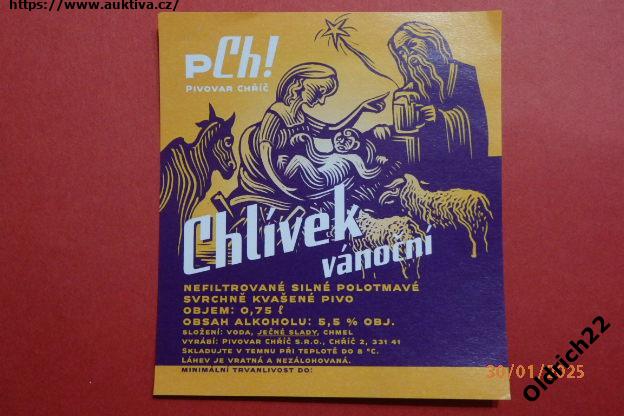 https://www.auktiva.cz/
PCh!
PIVOVAR CHŘÍČ
Chlívek
vánoční
NEFILTROVANÉ SILNÉ POLOTMAVÉ
SVRCHNĚ KVAŠENÉ PIVO
OBJEM: 0,75 ℓ
OBSAH ALKOHOLU: 5,5 % OBJ.
SLOŽENÍ: VODA, JEČNÉ SLADY, CHMEL
VYRÁBÍ: PIVOVAR CHŘÍČ S.R.O., CHŘÍČ 2, 331 41
SKLADUJTE V TEMNU PŘI TEPLOTĚ DO 8 °C.
LÁHEV JE VRATNÁ A NEZÁLOHOVANÁ.
MINIMÁLNÍ TRVANLIVOST DO:
30/01/2025
Oldrich22